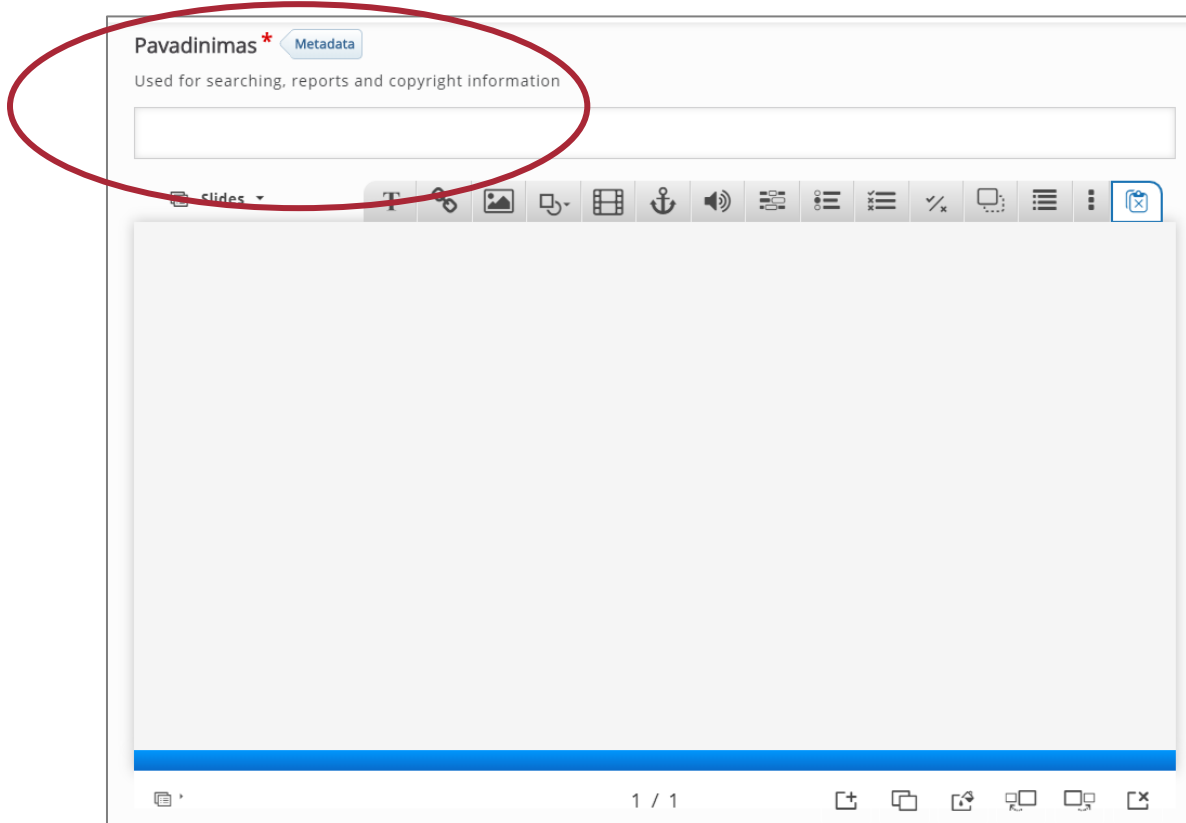 Pavadinimas * Metadata
Used for searching, reports and copyright information
Slides
1 / 1